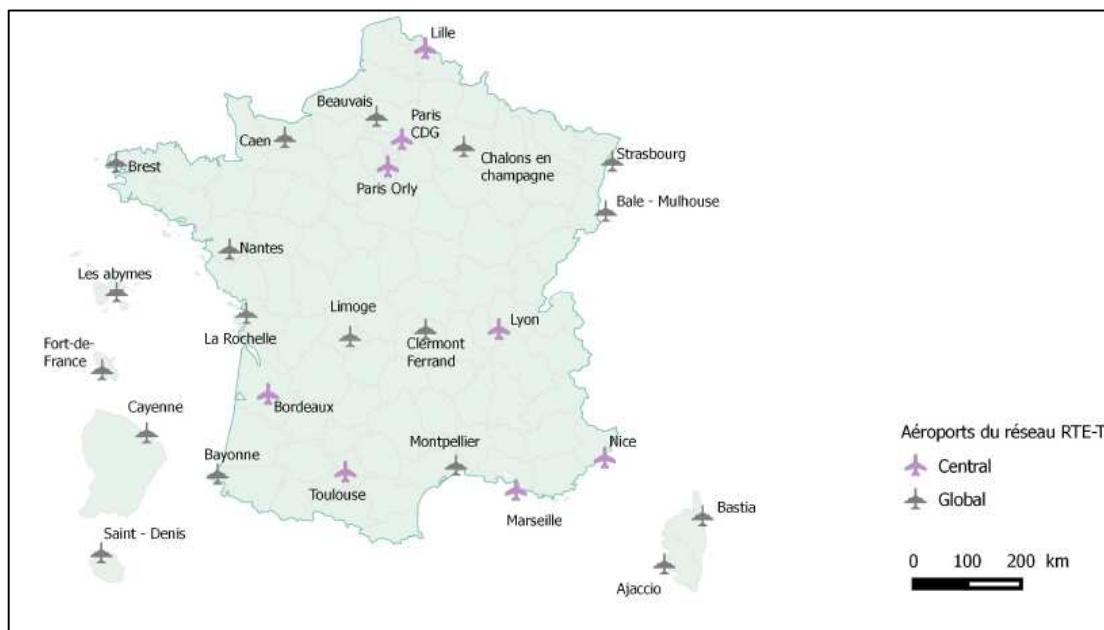 Lille
Beauvais
Paris
CDG
Caen
Chalons en
champagne
Strasbourg
Brest
Paris Orly
Bale - Mulhouse
Nantes
Les abymes
Limoge
Lyon
La Rochelle
Clermont
Ferrand
Fort-de-
France
Cayenne
Bordeaux
Bayonne
Montpellier
Nice
Toulouse
Marseille
Saint - Denis
Bastia
Ajaccio
Aéroports du réseau RTE-T
Central
Global
0 100 200 km